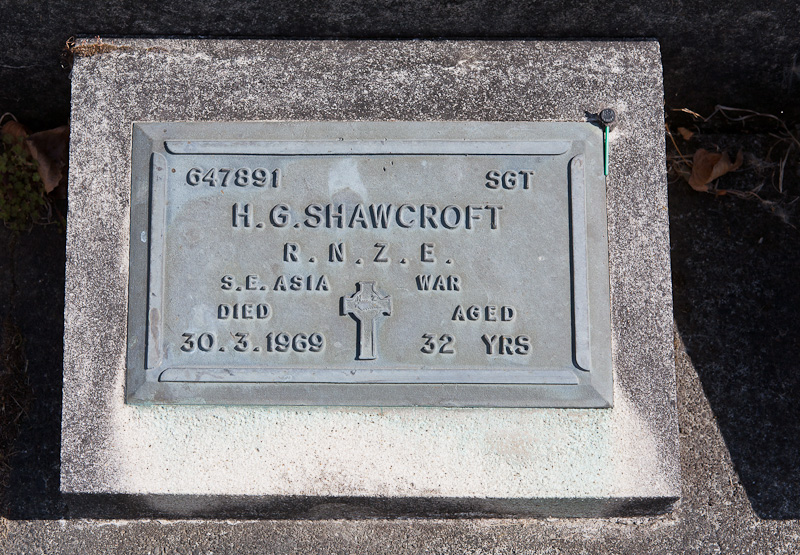 647891 SGT
H.G.SHAWCROFT
R.N.Z.E.
S.E. ASIA WAR
DIED AGED
30.3.1969 32 YRS